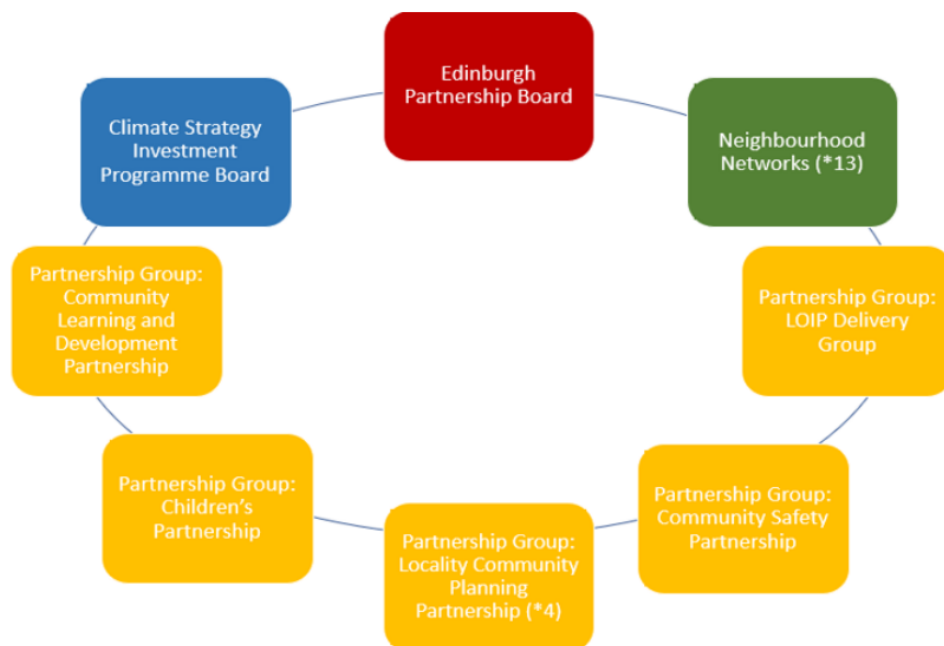 Edinburgh
Partnership Board
Climate Strategy
Investment
Programme Board
Neighbourhood
Networks (*13)
Partnership Group:
Community
Learning and
Development
Partnership
Partnership Group:
LOIP Delivery
Group
Partnership Group:
Children’s
Partnership
Partnership Group:
Locality Community
Planning
Partnership (*4)
Partnership Group:
Community Safety
Partnership